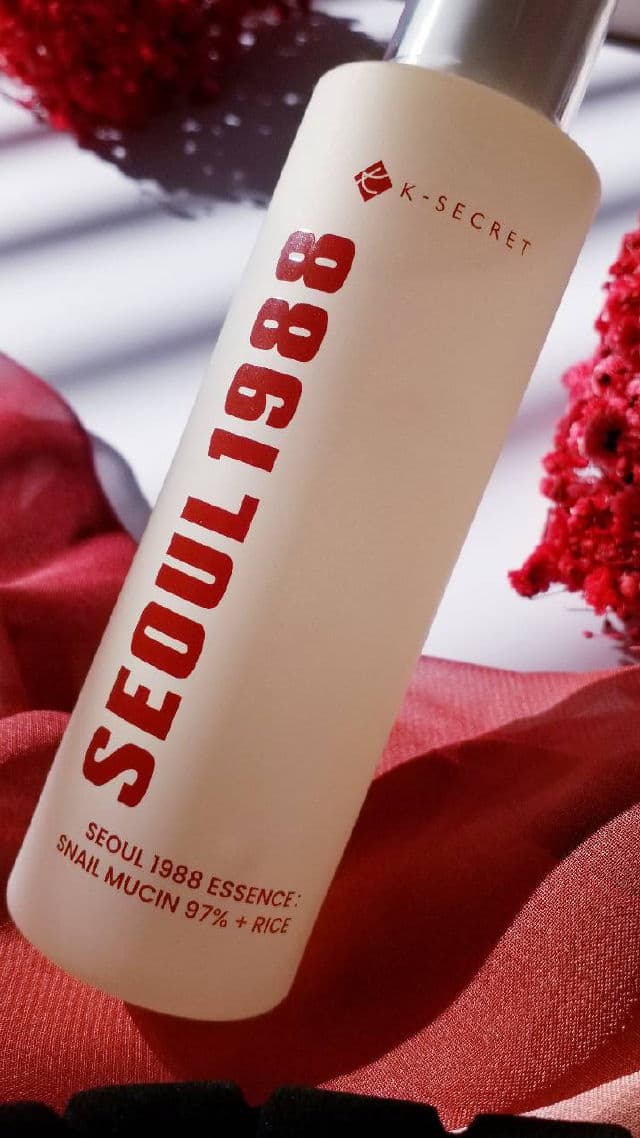 K-SECRET
SEOUL 1988
SEOUL 1988 ESSENCE:
SNAIL MUCIN 97% + RICE